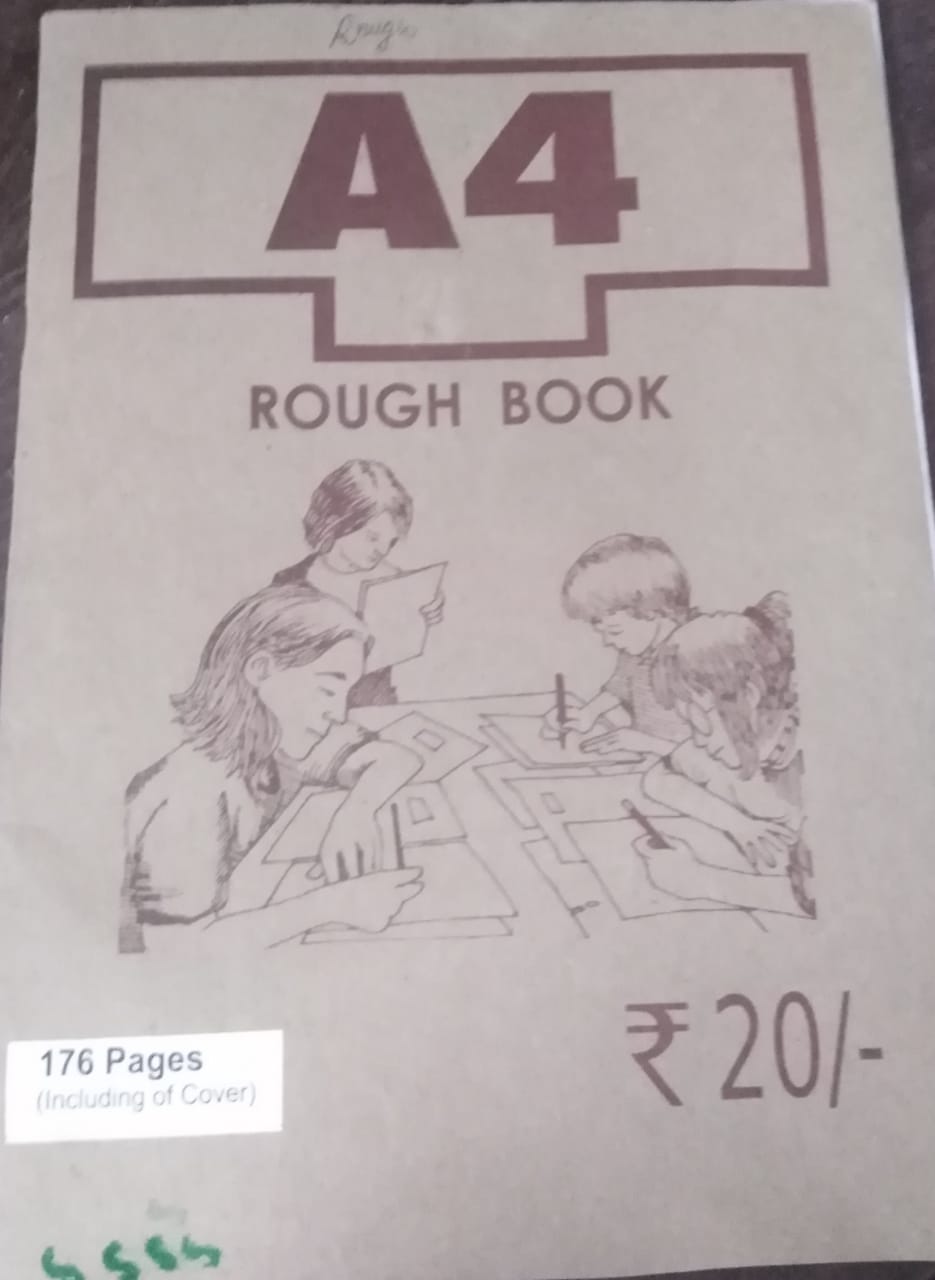 Rough
A4
ROUGH BOOK
₹ 20/-
176 Pages
(Including of Cover)